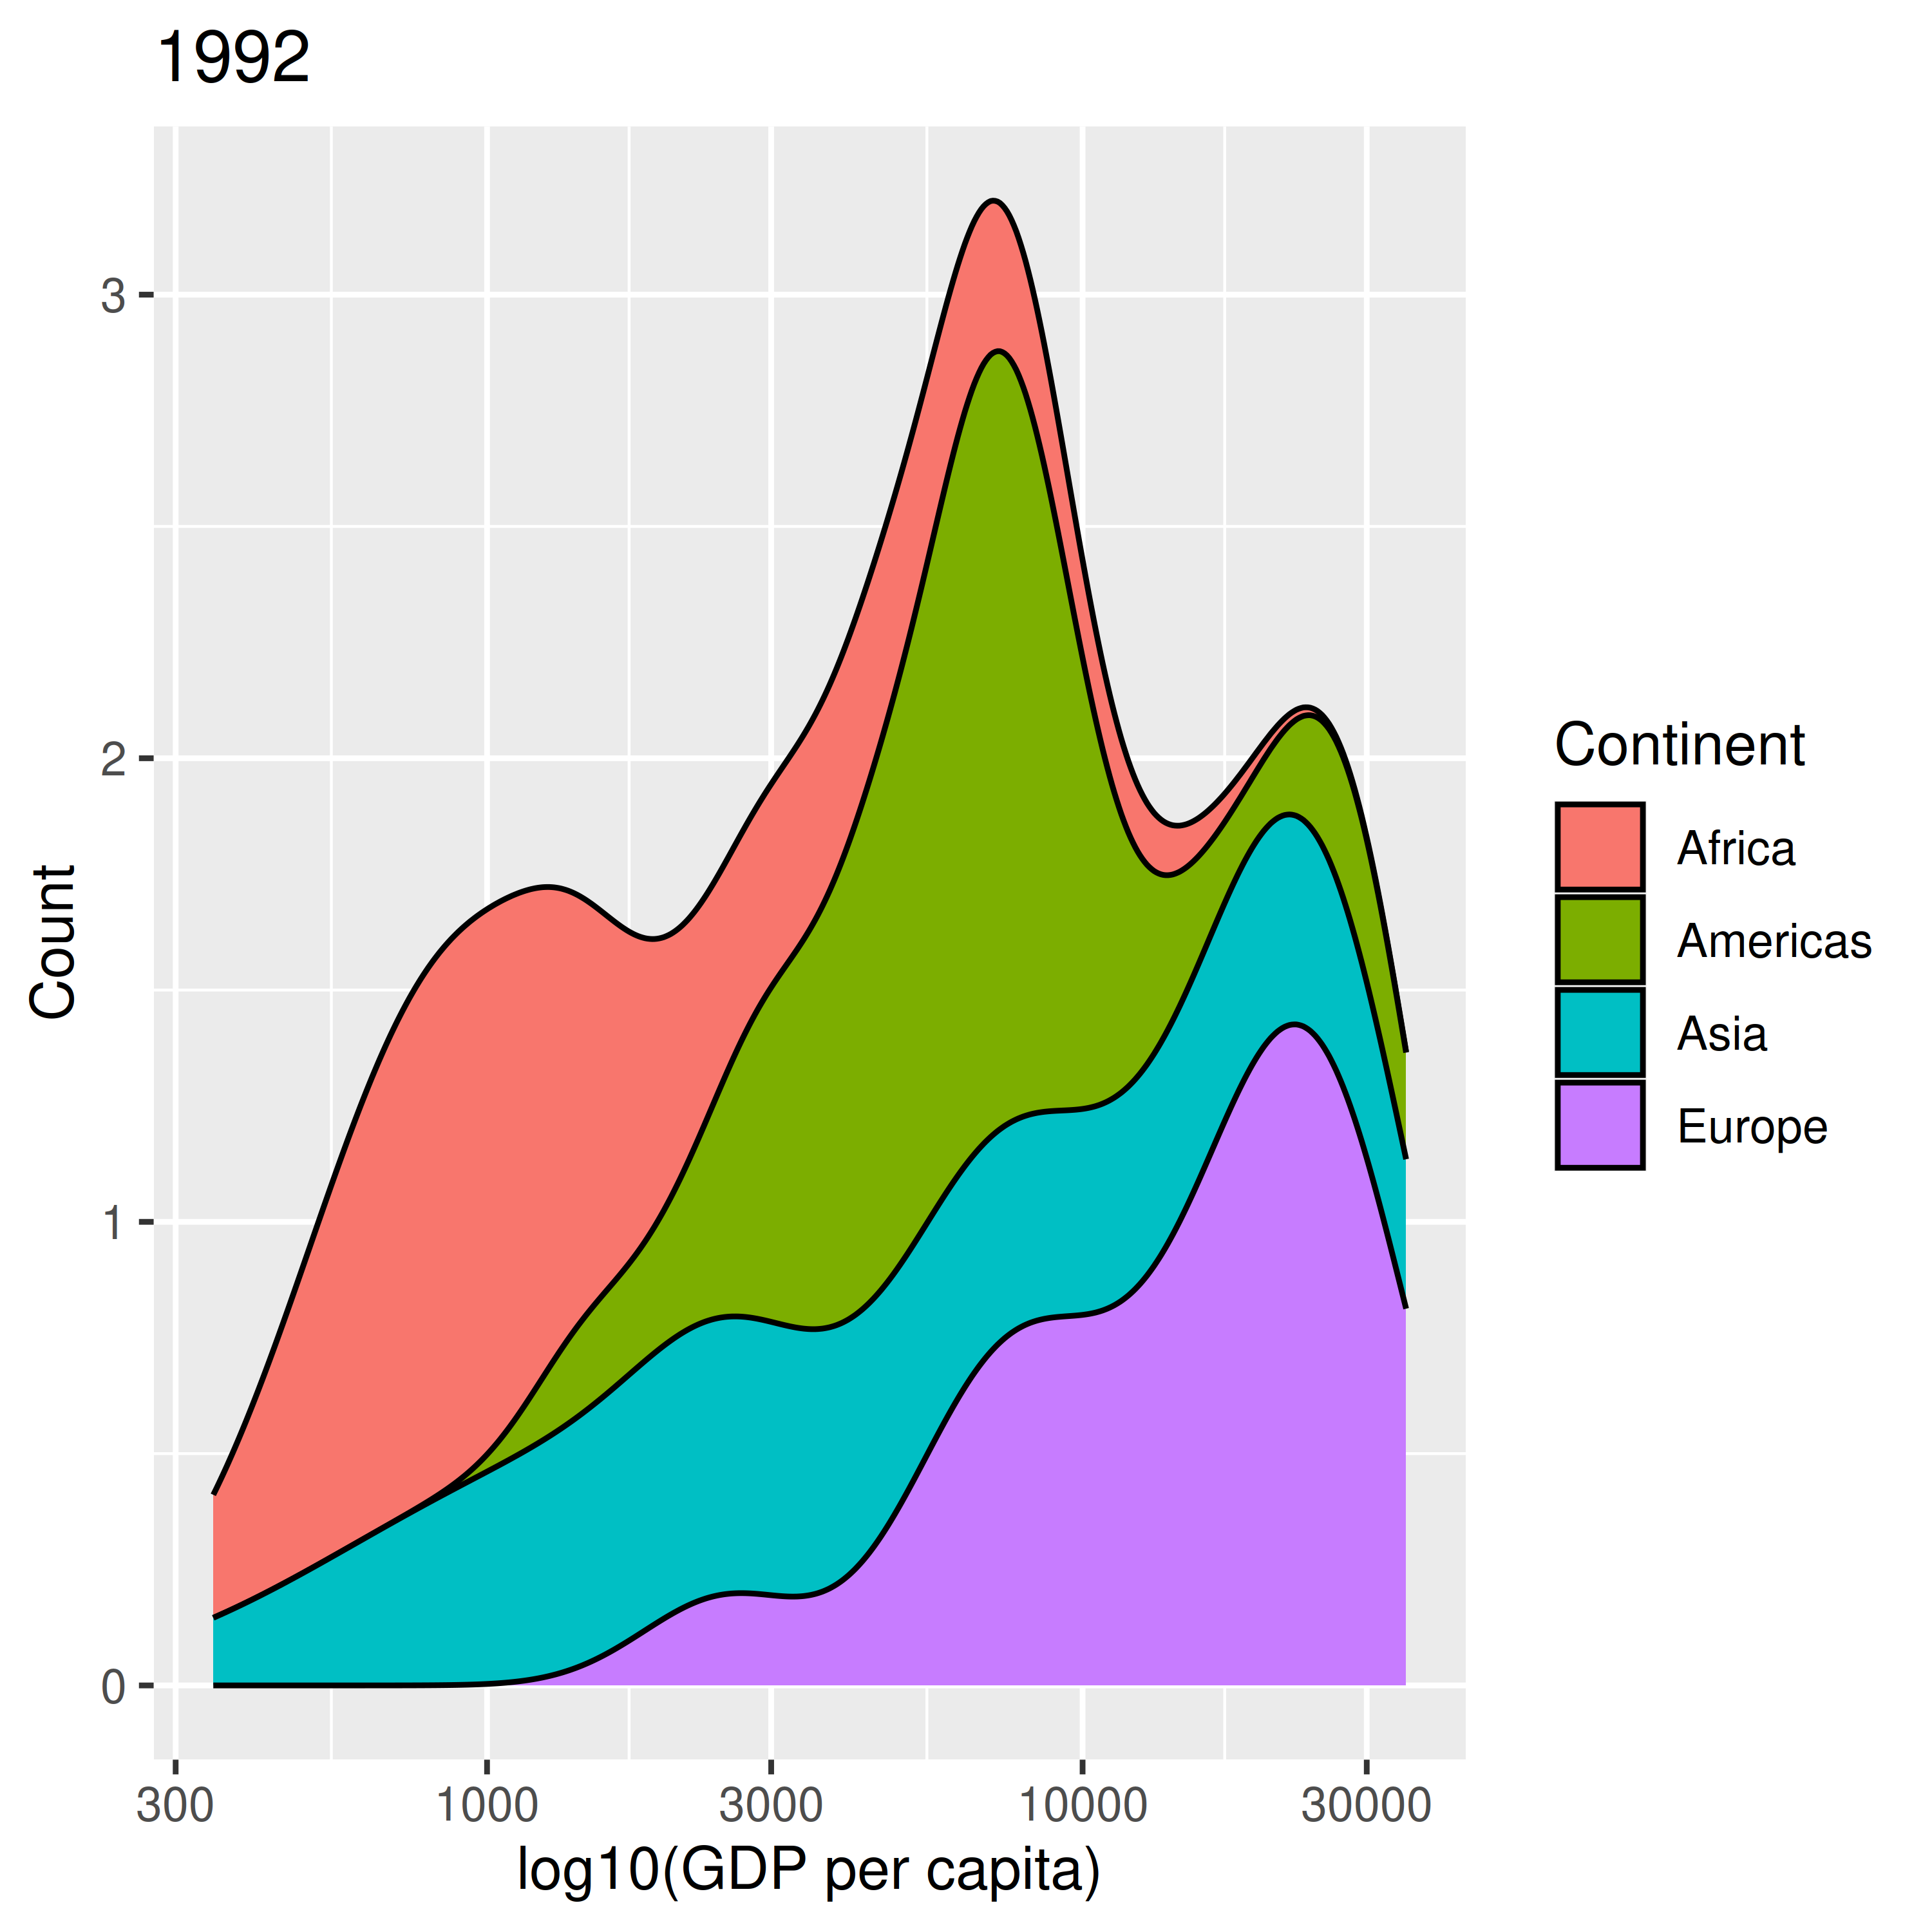 1992
Count
3
2
1
0
300 1000 3000 10000 30000
log10(GDP per capita)
Continent
Africa
Americas
Asia
Europe